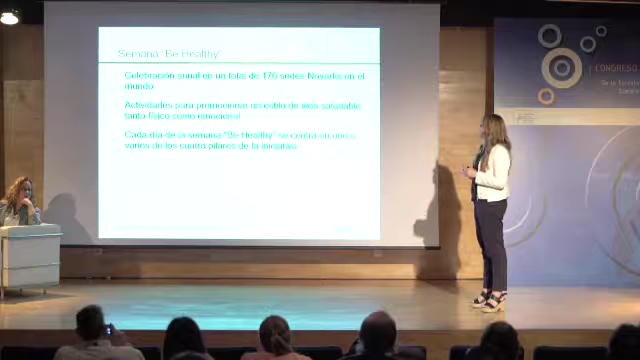 Semana "Be Healthy"
Celebración anual en un total de 176 sedes Novartis en el
mundo.
Actividades para promocionar un estilo de vida saludable,
tanto físico como emocional
Cada día de la semana "Be Healthy" se centra en uno o
varios de los cuatro pilares de la iniciativa.
CONGRESO